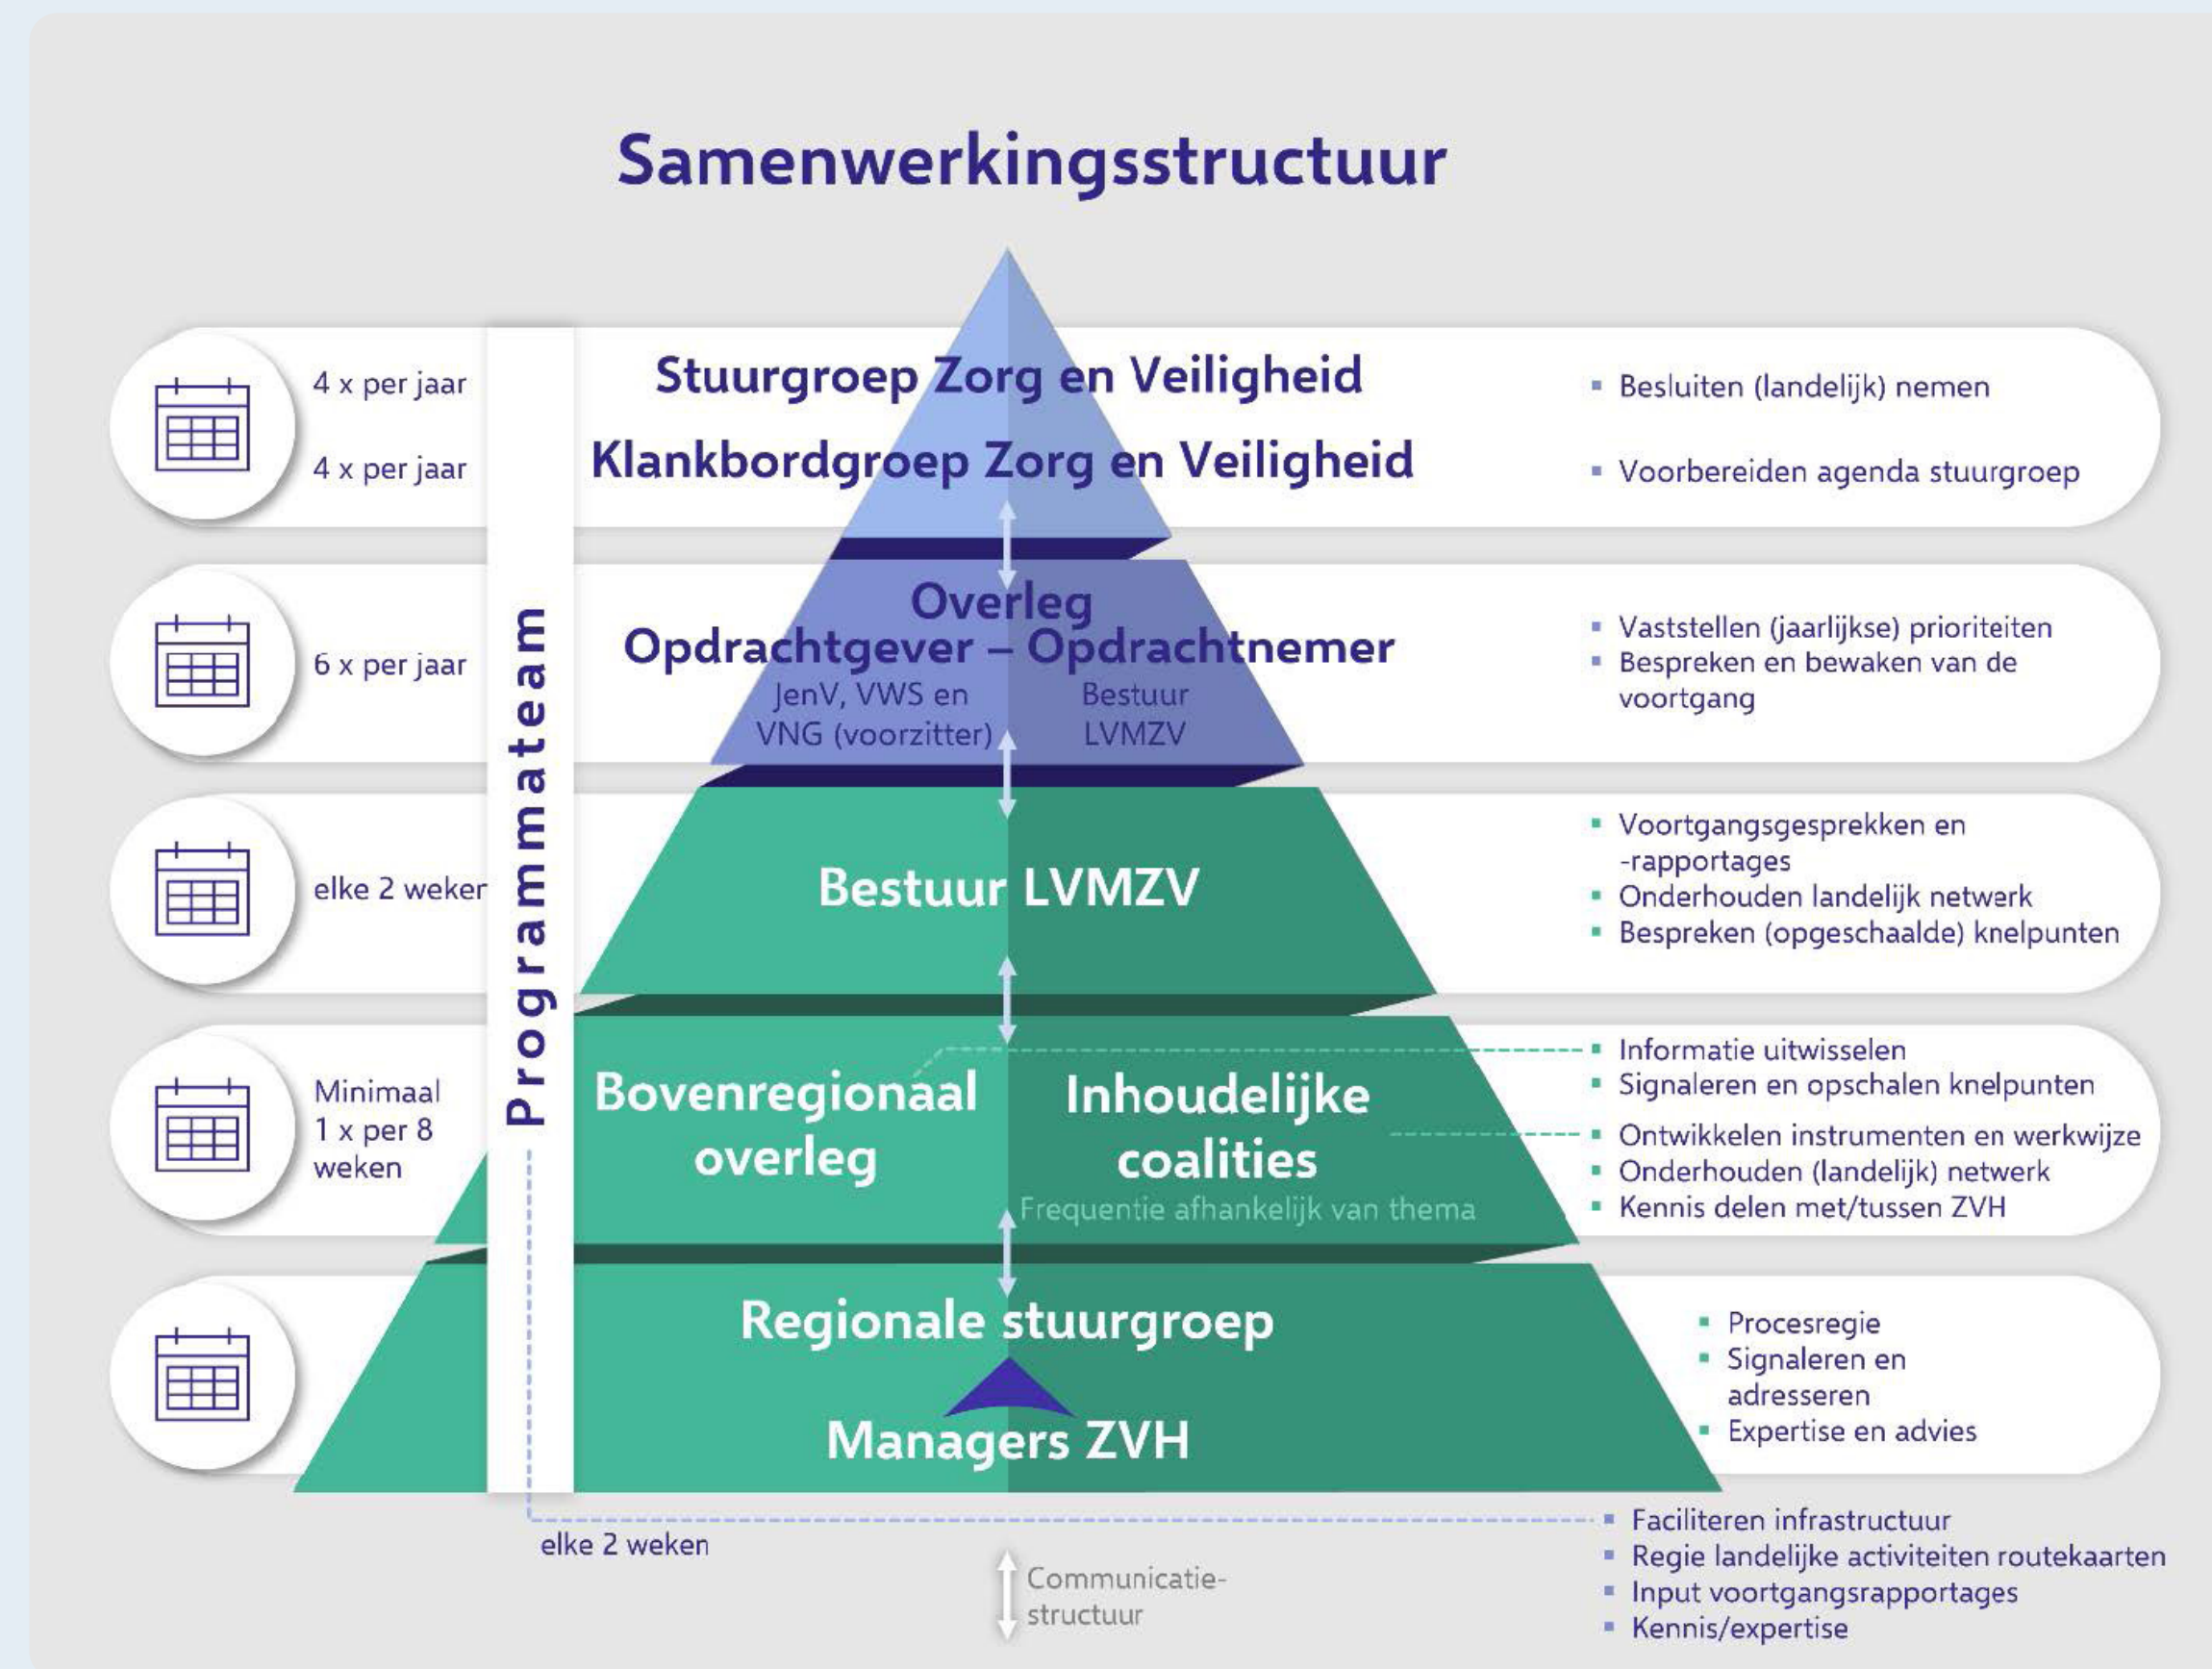 Samenwerkingsstructuur
4 x per jaar
Stuurgroep Zorg en Veiligheid
Besluiten (landelijk) nemen
4 x per jaar
Klankbordgroep Zorg en Veiligheid
Voorbereiden agenda stuurgroep
Programmateam
6 x per jaar
Overleg
Opdrachtgever – Opdrachtnemer
JenV, VWS en
VNG (voorzitter)
Bestuur
LVMZV
Vaststellen (jaarlijkse) prioriteiten
Bespreken en bewaken van de
voortgang
elke 2 weken
Bestuur LVMZV
Voortgangsgesprekken en
-rapportages
Onderhouden landelijk netwerk
Bespreken (opgeschaalde) knelpunten
Minimaal
1 x per 8
weken
Bovenregionaal
overleg
Inhoudelijke
coalities
Frequentie afhankelijk van thema
Informatie uitwisselen
Signaleren en opschalen knelpunten
Ontwikkelen instrumenten en werkwijze
Onderhouden (landelijk) netwerk
Kennis delen met/tussen ZVH
Regionale stuurgroep
Managers ZVH
Procesregie
Signaleren en
adresseren
Expertise en advies
elke 2 weken
Faciliteren infrastructuur
Regie landelijke activiteiten routekaarten
Input voortgangsrapportages
Kennis/expertise
Communicatie-
structuur